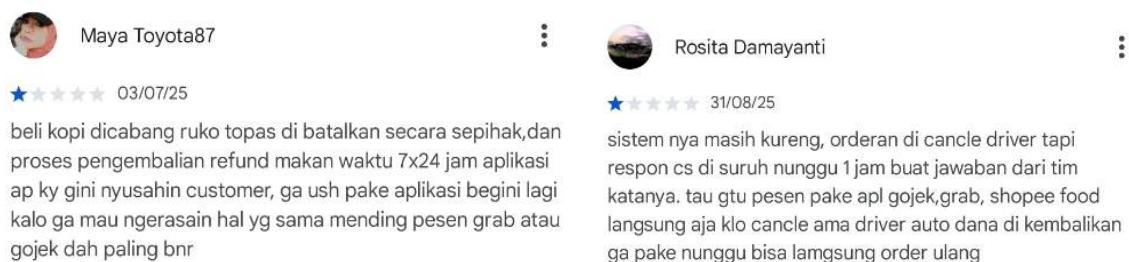 Maya Toyota87
03/07/25
beli kopi dicabang ruko topas di batalkan secara sepihak,dan
proses pengembalian refund makan waktu 7x24 jam aplikasi
ap ky gini nyusahin customer, ga ush pake aplikasi begini lagi
kalo ga mau ngerasain hal yg sama mending pesen grab atau
gojek dah paling bnr
Rosita Damayanti
31/08/25
sistem nya masih kureng, orderan di cancle driver tapi
respon cs di suruh nunggu 1 jam buat jawaban dari tim
katanya. tau gtu pesen pake apl gojek,grab, shopee food
langsung aja klo cancle ama driver auto dana di kembalikan
ga pake nunggu bisa lamgsung order ulang